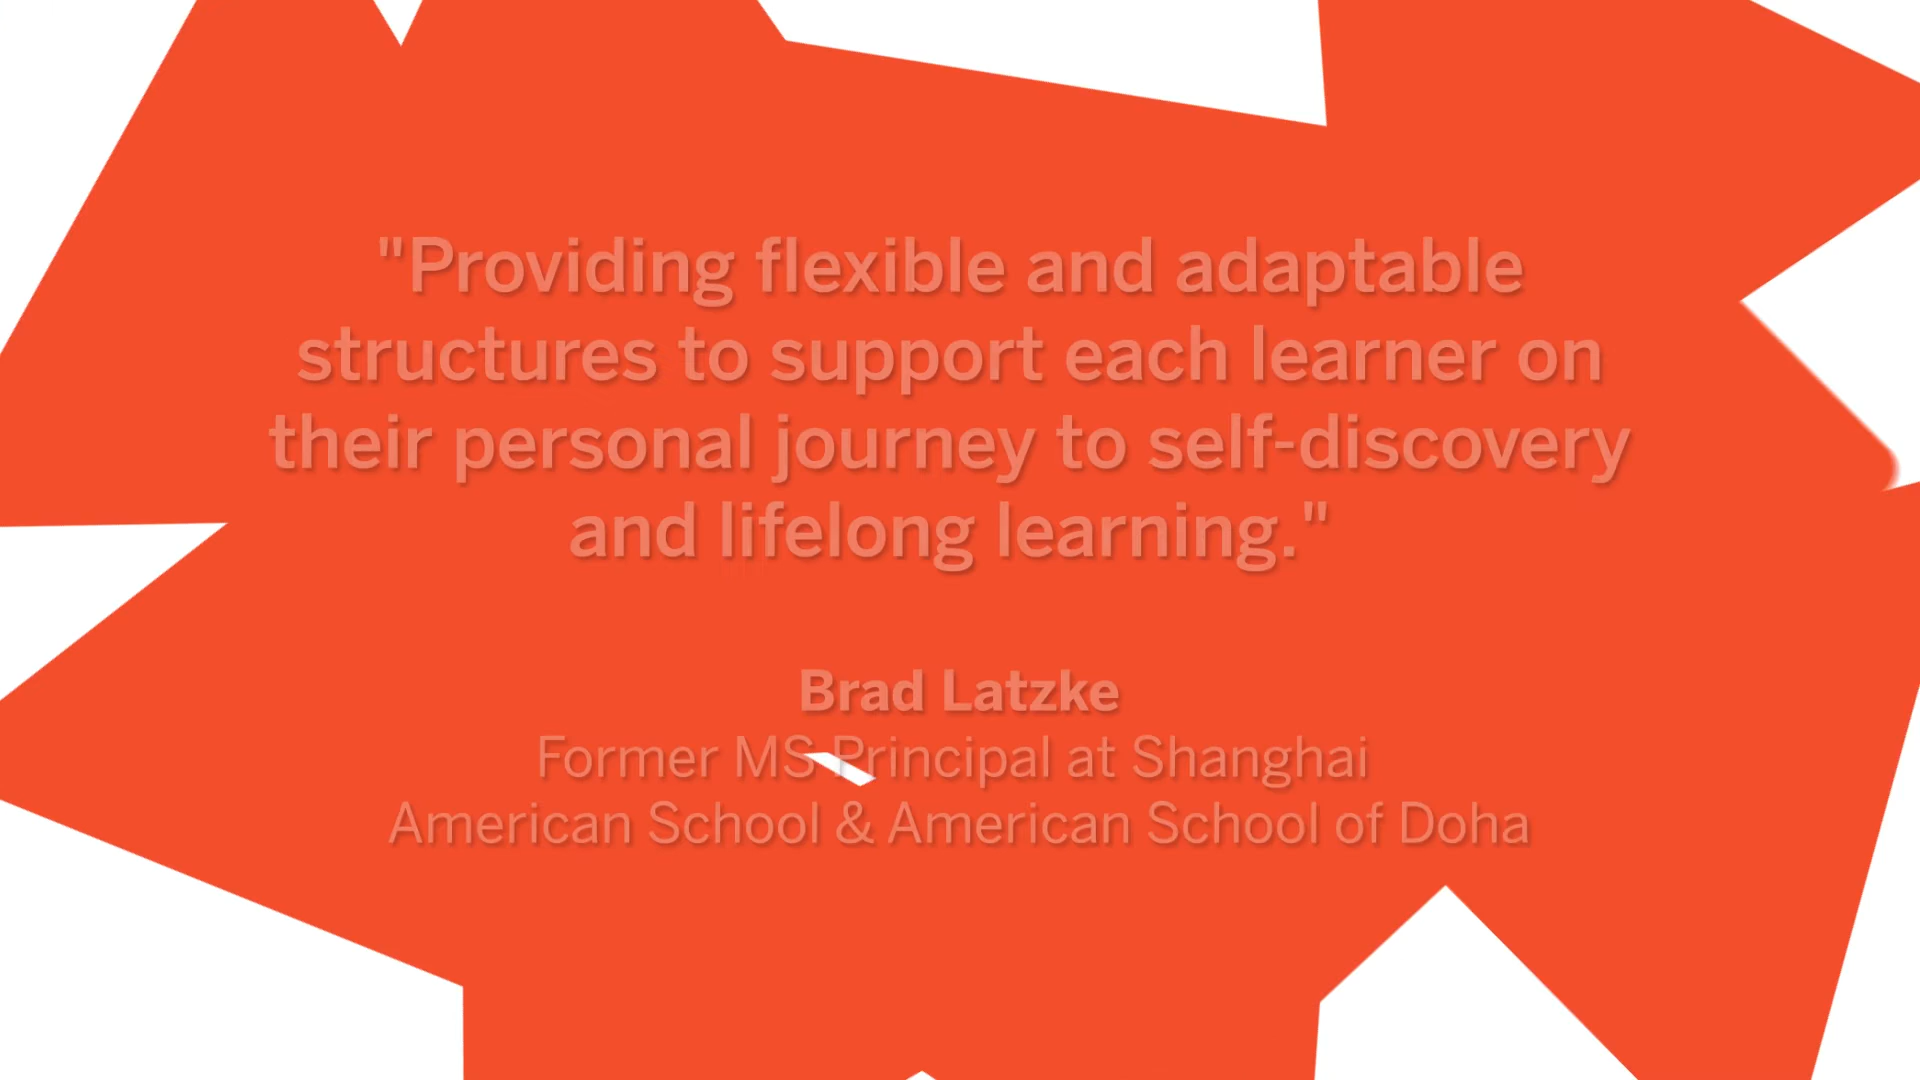 "Providing flexible and adaptable
structures to support each learner on
their personal journey to self-discovery
and lifelong learning."
Brad Latzke
Former MS Principal at Shanghai
American School & American School of Doha